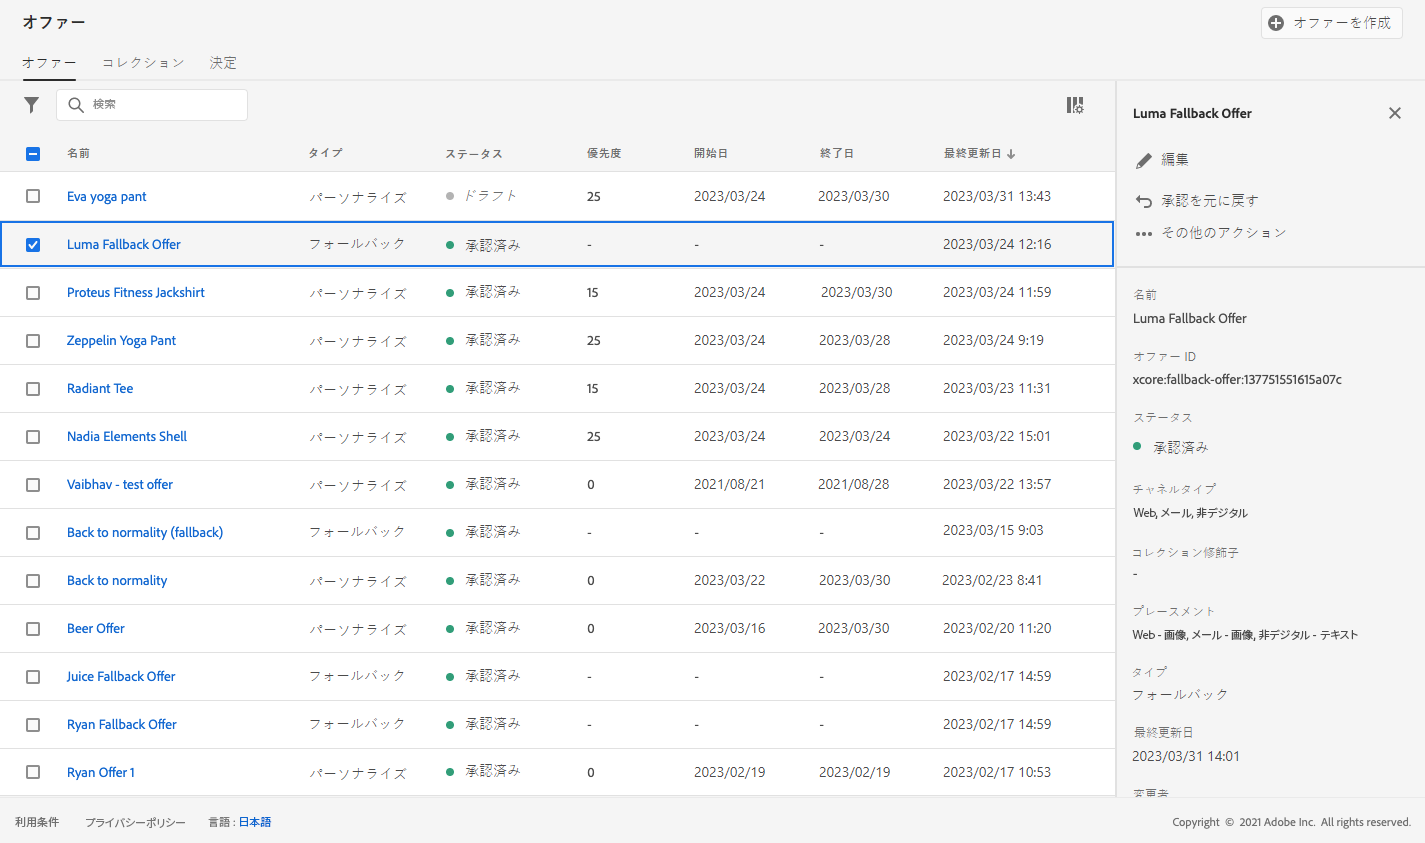 オファー
オファーを作成
オファー コレクション 決定
検索
名前 タイプ ステータス 優先度 開始日 終了日 最終更新日
Eva yoga pant パーソナライズ ドラフト 25 2023/03/24 2023/03/30 2023/03/31 13:43
Luma Fallback Offer フォールバック 承認済み - - - 2023/03/24 12:16
Proteus Fitness Jackshirt パーソナライズ 承認済み 15 2023/03/24 2023/03/30 2023/03/24 11:59
Zeppelin Yoga Pant パーソナライズ 承認済み 25 2023/03/24 2023/03/28 2023/03/24 9:19
Radiant Tee パーソナライズ 承認済み 15 2023/03/24 2023/03/28 2023/03/23 11:31
Nadia Elements Shell パーソナライズ 承認済み 25 2023/03/24 2023/03/24 2023/03/22 15:01
Vaibhav - test offer パーソナライズ 承認済み 0 2021/08/21 2021/08/28 2023/03/22 13:57
Back to normality (fallback) フォールバック 承認済み - - - 2023/03/15 9:03
Back to normality パーソナライズ 承認済み 0 2023/03/22 2023/03/30 2023/02/23 8:41
Beer Offer パーソナライズ 承認済み 0 2023/03/16 2023/03/30 2023/02/20 11:20
Juice Fallback Offer フォールバック 承認済み - - - 2023/02/17 14:59
Ryan Fallback Offer フォールバック 承認済み - - - 2023/02/17 14:59
Ryan Offer 1 パーソナライズ 承認済み 0 2023/02/19 2023/02/19 2023/02/17 10:53
Luma Fallback Offer
編集
承認を元に戻す
その他のアクション
名前
Luma Fallback Offer
オファー ID
xcore:fallback-offer:137751551615a07c
ステータス
承認済み
チャネルタイプ
Web, メール, 非デジタル
コレクション修飾子
-
プレースメント
Web - 画像, メール - 画像, 非デジタル - テキスト
タイプ
フォールバック
最終更新日
2023/03/31 14:01
変更者
利用条件 プライバシーポリシー 言語 : 日本語
Copyright © 2021 Adobe Inc. All rights reserved.